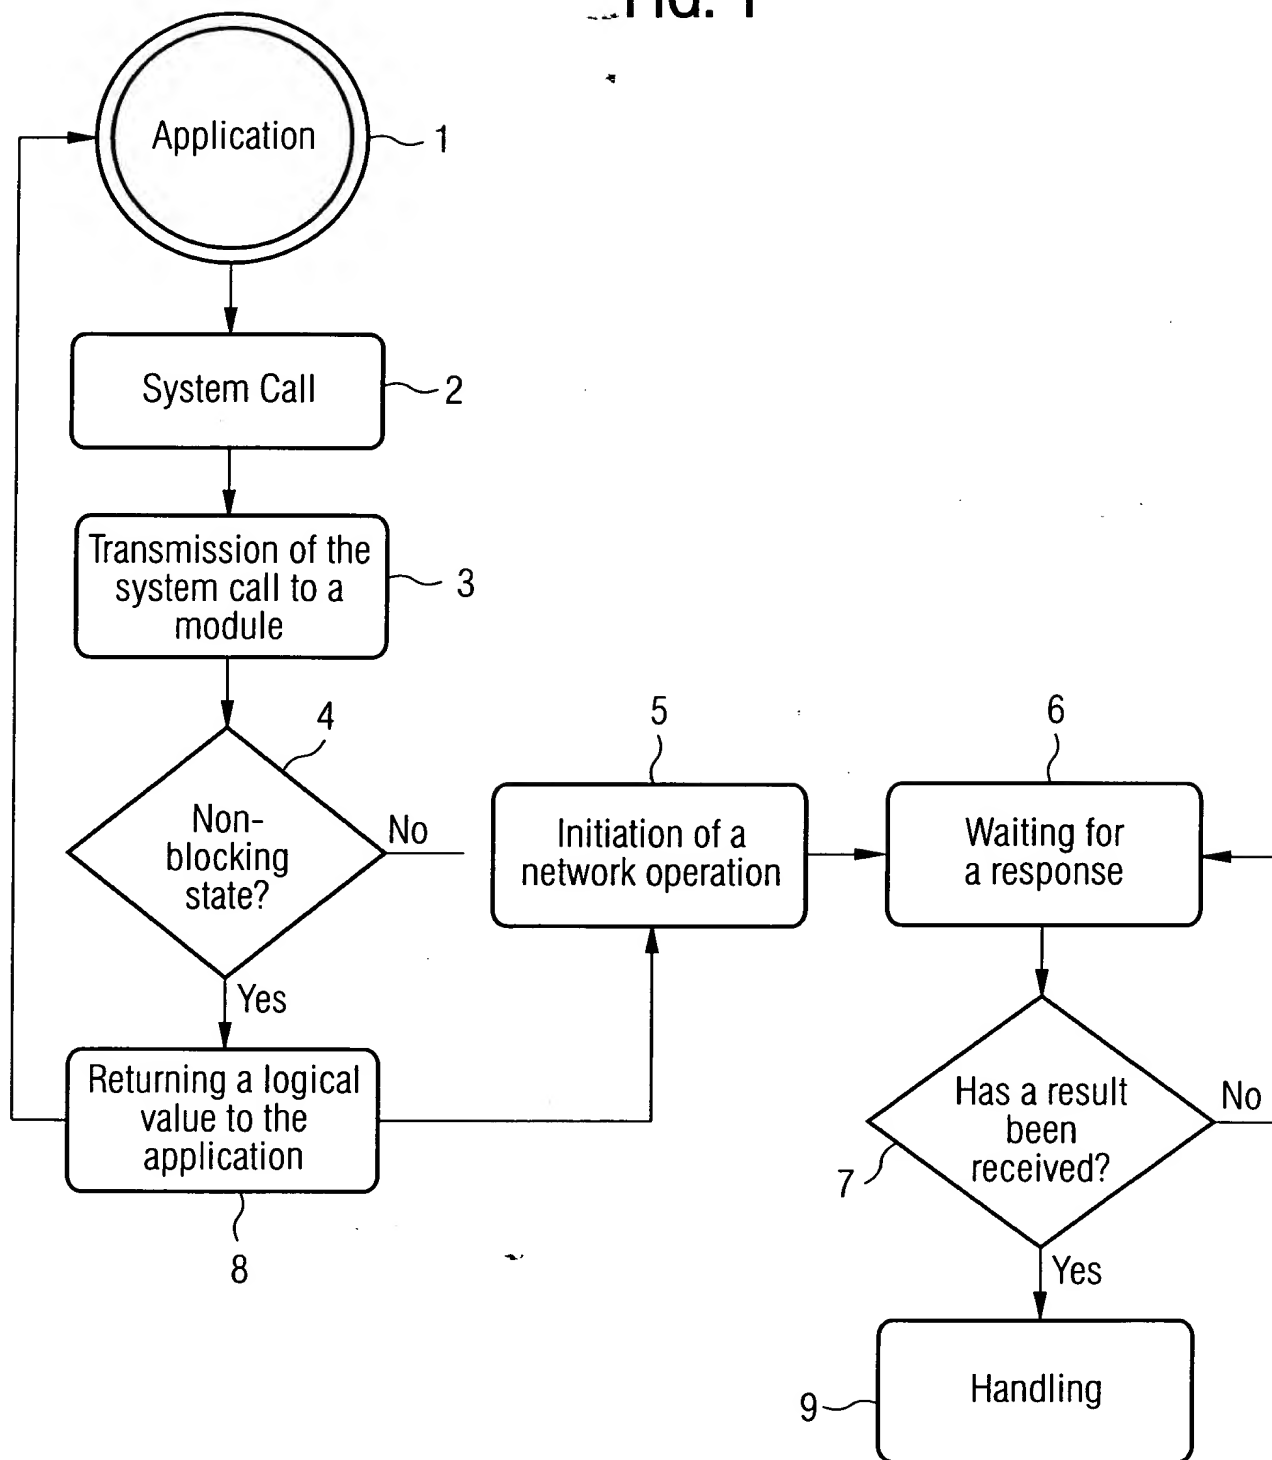 FIG. 1
Application
1
System Call
2
Transmission of the
system call to a
module
3
4
Non-
blocking
state?
No
Yes
5
Initiation of a
network operation
6
Waiting for
a response
Returning a logical
value to the
application
8
Has a result
been
received?
No
7
Yes
Handling
9